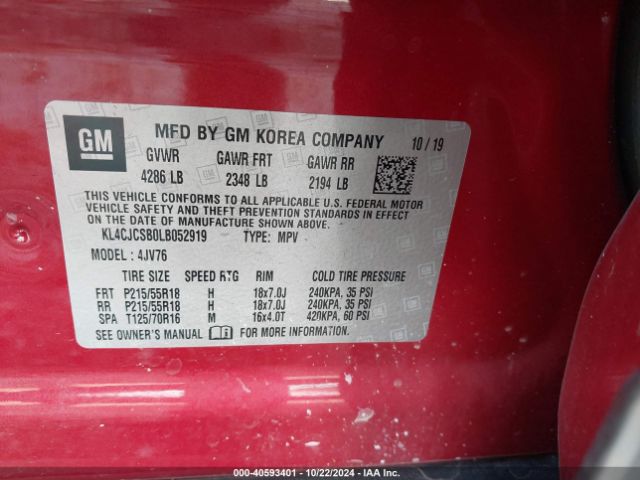 GM
MFD BY GM KOREA COMPANY 10/19
GVWR GAWR FRT GAWR RR
4286 LB 2348 LB 2194 LB
THIS VEHICLE CONFORMS TO ALL APPLICABLE U.S. FEDERAL MOTOR
VEHICLE SAFETY AND THEFT PREVENTION STANDARDS IN EFFECT
ON THE DATE OF MANUFACTURE SHOWN ABOVE.
KL4CJCSB0LB052919 TYPE: MPV
MODEL: 4JV76
TIRE SIZE SPEED RTG RIM COLD TIRE PRESSURE
FRT P215/55R18 H 18x7.0J 240KPA, 35 PSI
RR P215/55R18 H 18x7.0J 240KPA, 35 PSI
SPA T125/70R16 M 16x4.0T 420KPA, 60 PSI
SEE OWNER'S MANUAL FOR MORE INFORMATION.
000-40593401 - 10/22/2024 - IAA Inc.